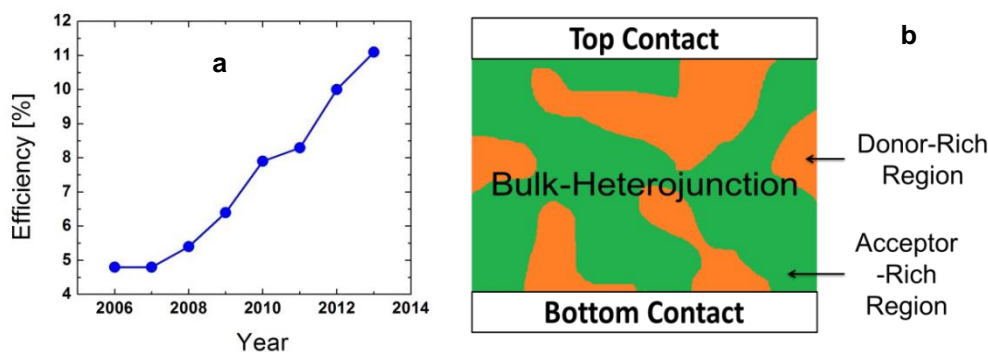 a
Efficiency [%]
12
11
10
9
8
7
6
5
4
2006
2008
2010
2012
2014
Year
b
Top Contact
Bulk-Heterojunction
Bottom Contact
Donor-Rich
Region
Acceptor
-Rich
Region